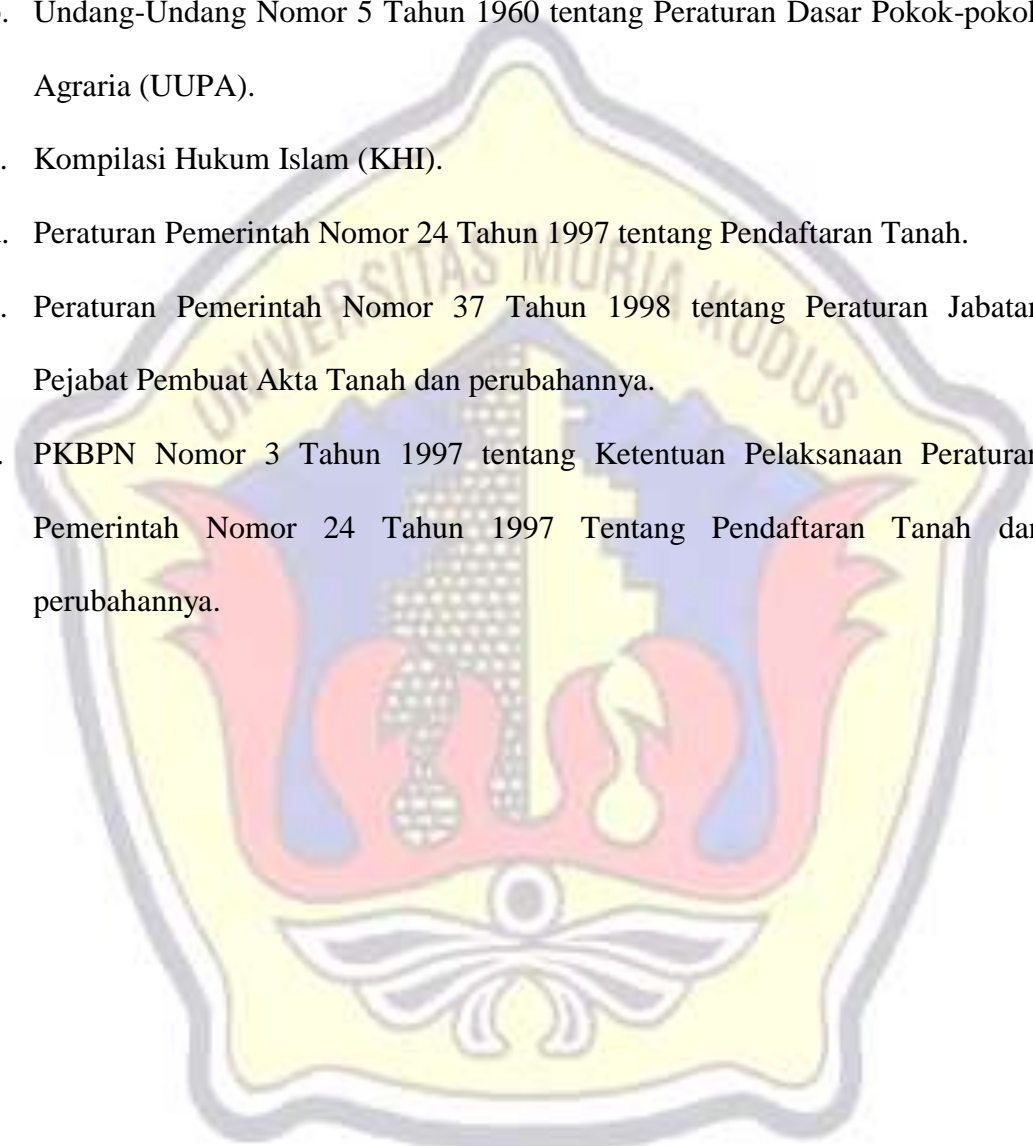 . Undang-Undang Nomor 5 Tahun 1960 tentang Peraturan Dasar Pokok-pokok
Agraria (UUPA).
. Kompilasi Hukum Islam (KHI).
. Peraturan Pemerintah Nomor 24 Tahun 1997 tentang Pendaftaran Tanah.
. Peraturan Pemerintah Nomor 37 Tahun 1998 tentang Peraturan Jabatan
Pejabat Pembuat Akta Tanah dan perubahannya.
. PKBPN Nomor 3 Tahun 1997 tentang Ketentuan Pelaksanaan Peraturan
Pemerintah Nomor 24 Tahun 1997 Tentang Pendaftaran Tanah dan
perubahannya.
UNIVERSITAS MURIA KUDUS